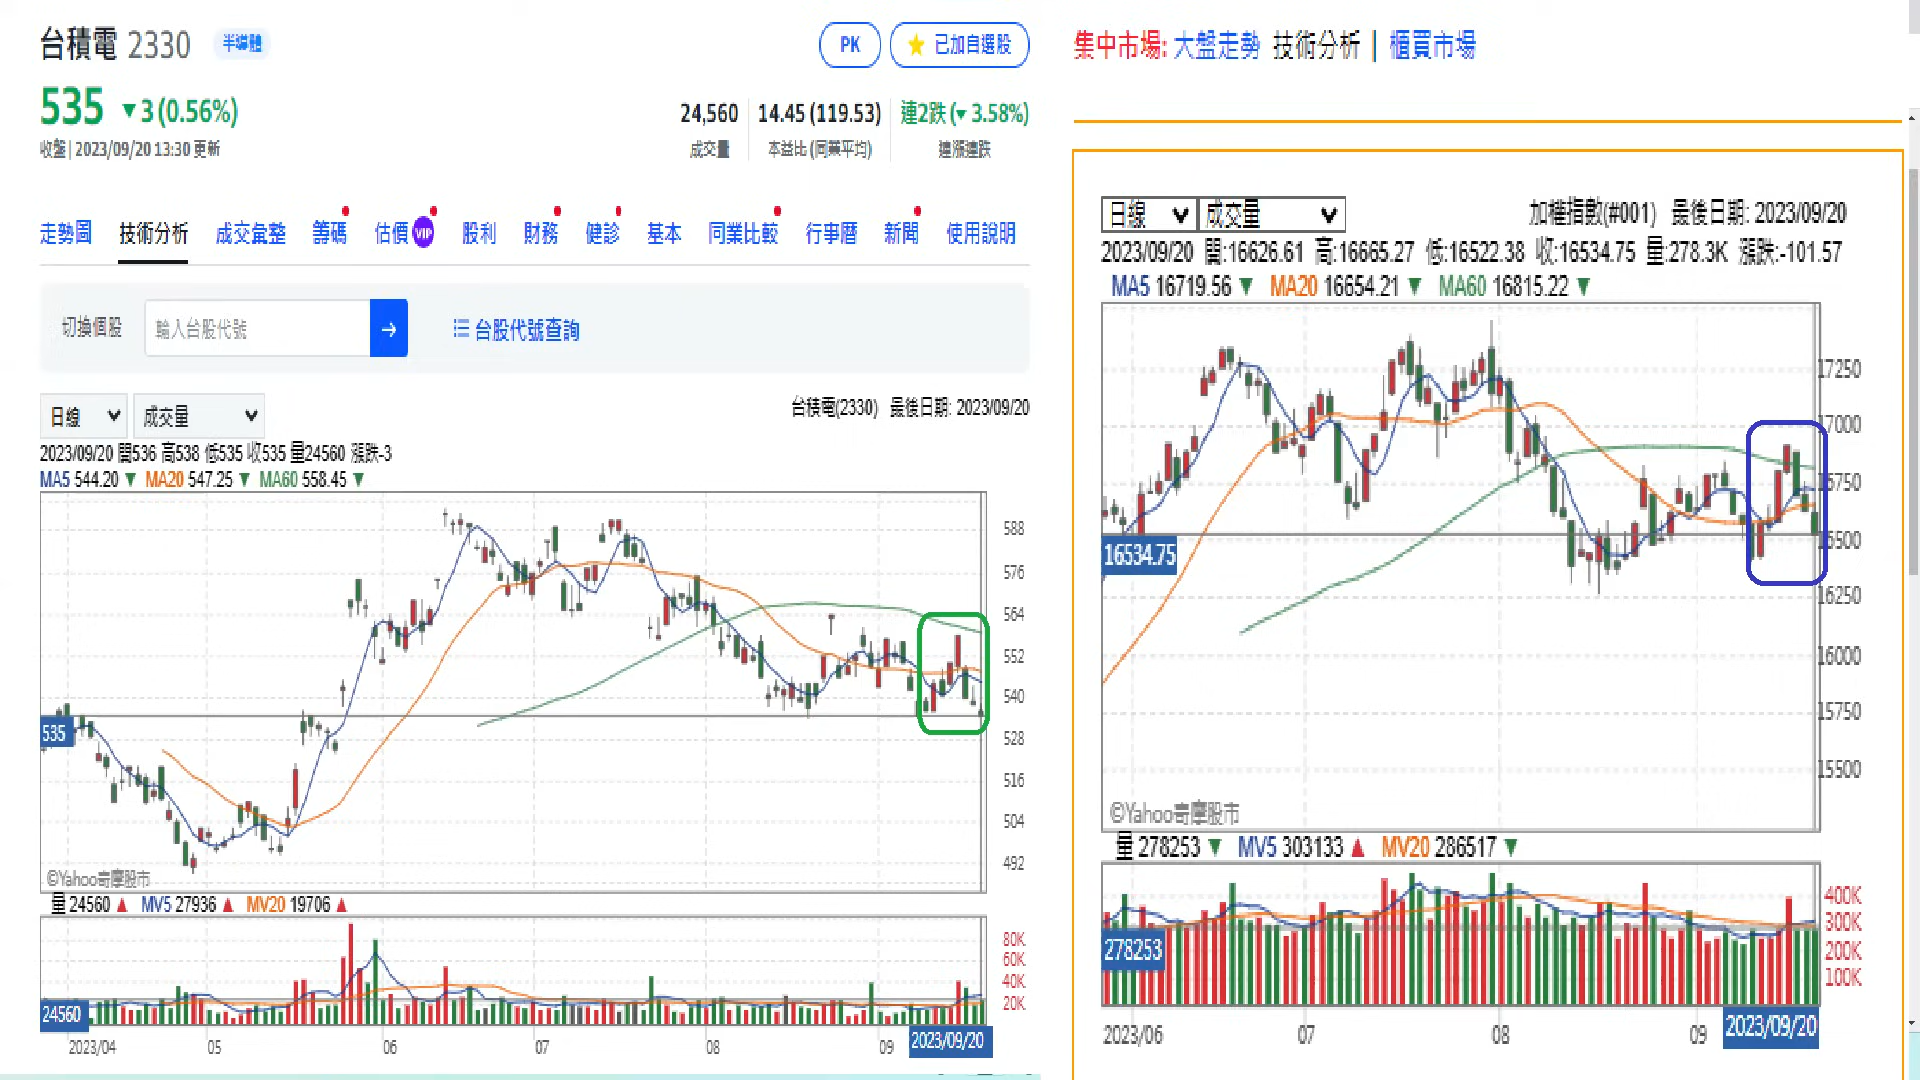 台積電 2330 半導體
PK ⭐ 已加自選股
535 ▼3 (0.56%)
收盤 | 2023/09/20 13:30 更新
24,560 14.45 (119.53) 連2跌 (▼ 3.58%)
成交量 本益比 (同業平均) 連漲連跌
走勢圖 技術分析 成交彙整 籌碼 估價 VIP 股利 財務 健診 基本 同業比較 行事曆 新聞 使用說明
切換個股 輸入台股代號 → 台股代號查詢
日線 成交量
台積電(2330) 最後日期: 2023/09/20
2023/09/20 開536 高538 低535 收535 量24560 漲跌-3
MA5 544.20 ▼ MA20 547.25 ▼ MA60 558.45 ▼
588
576
564
552
540
535
528
516
504
492
©Yahoo奇摩股市
量 24560 ▲ MV5 27936 ▲ MV20 19706 ▲
80K
60K
40K
20K
24560
2023/04 05 06 07 08 09 2023/09/20
集中市場: 大盤走勢 技術分析 | 櫃買市場
日線 成交量
加權指數(#001) 最後日期: 2023/09/20
2023/09/20 開:16626.61 高:16665.27 低:16522.38 收:16534.75 量:278.3K 漲跌:-101.57
MA5 16719.56 ▼ MA20 16654.21 ▼ MA60 16815.22 ▼
17250
17000
16750
16500
16534.75
16250
16000
15750
15500
©Yahoo奇摩股市
量 278253 ▼ MV5 303133 ▲ MV20 286517 ▼
400K
300K
200K
100K
278253
2023/06 07 08 09 2023/09/20